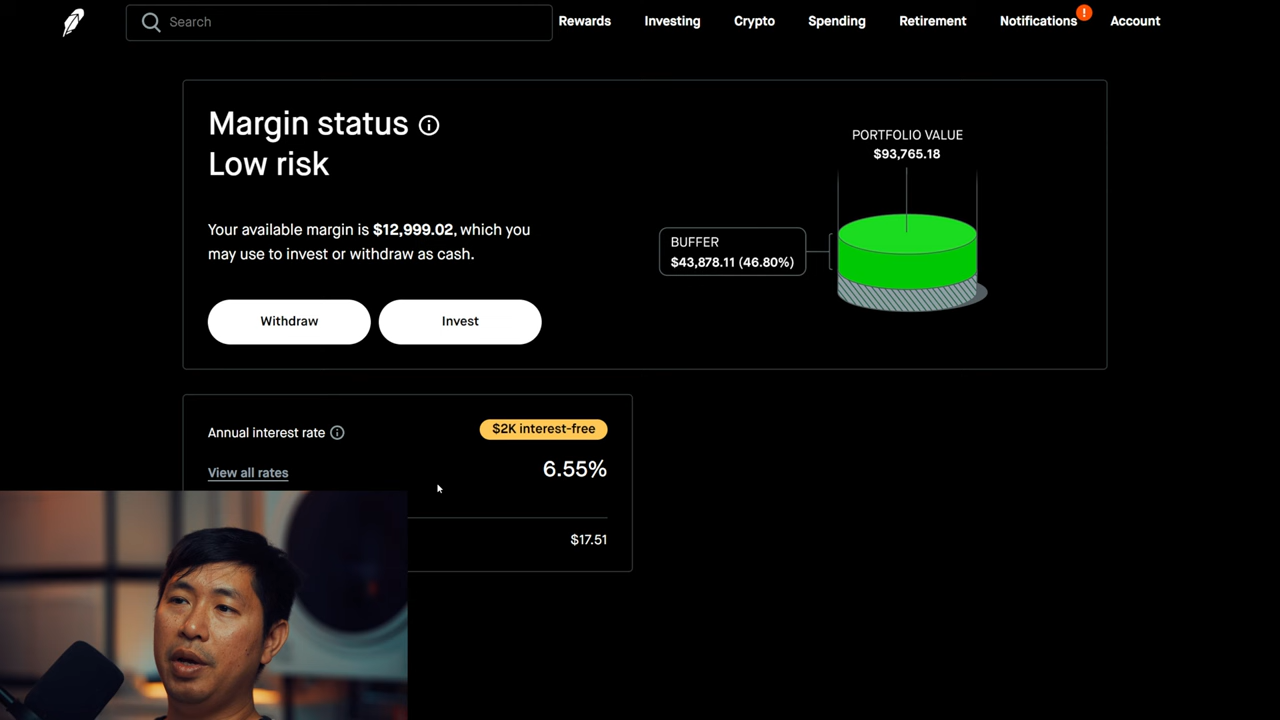 Search
Rewards
Investing
Crypto
Spending
Retirement
Notifications
!
Account
Margin status
Low risk
Your available margin is $12,999.02, which you
may use to invest or withdraw as cash.
Withdraw
Invest
PORTFOLIO VALUE
$93,765.18
BUFFER
$43,878.11 (46.80%)
Annual interest rate
$2K interest-free
View all rates
6.55%
$17.51